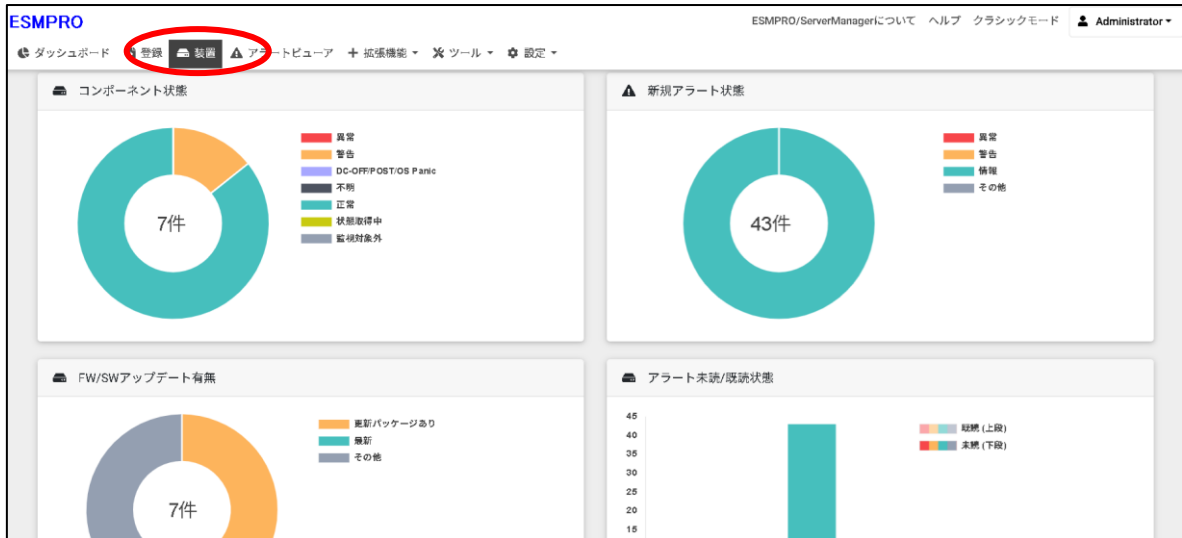 ESMPRO
ESMPRO/ServerManagerについて ヘルプ クラシックモード Administrator
ダッシュボード 登録 装置 アラートビューア 拡張機能 ツール 設定
コンポーネント状態
異常
警告
DC-OFF/POST/OS Panic
不明
正常
状態取得中
監視対象外
7件
新規アラート状態
異常
警告
情報
その他
43件
FW/SWアップデート有無
更新パッケージあり
最新
その他
7件
アラート未読/既読状態
45
40
35
30
25
20
15
既読 (上段)
未読 (下段)